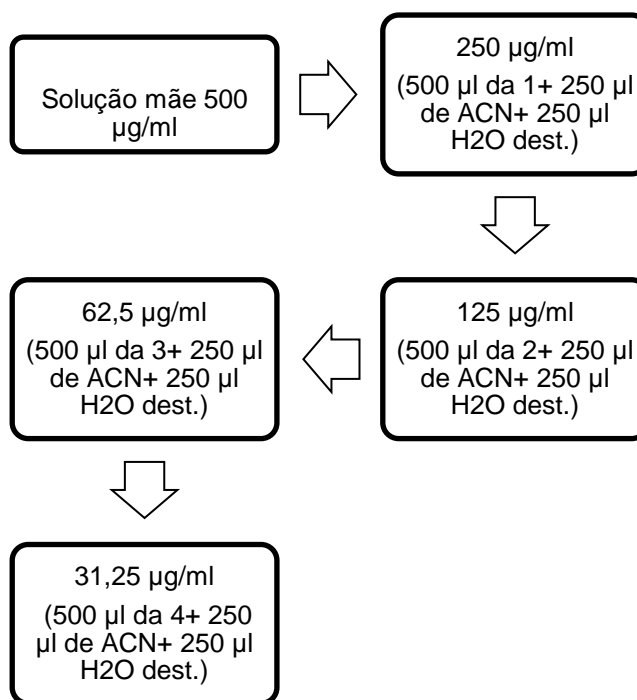 Solução mãe 500
µg/ml
250 µg/ml
(500 µl da 1+ 250 µl
de ACN+ 250 µl
H2O dest.)
125 µg/ml
(500 µl da 2+ 250 µl
de ACN+ 250 µl
H2O dest.)
62,5 µg/ml
(500 µl da 3+ 250 µl
de ACN+ 250 µl
H2O dest.)
31,25 µg/ml
(500 µl da 4+ 250
µl de ACN+ 250 µl
H2O dest.)